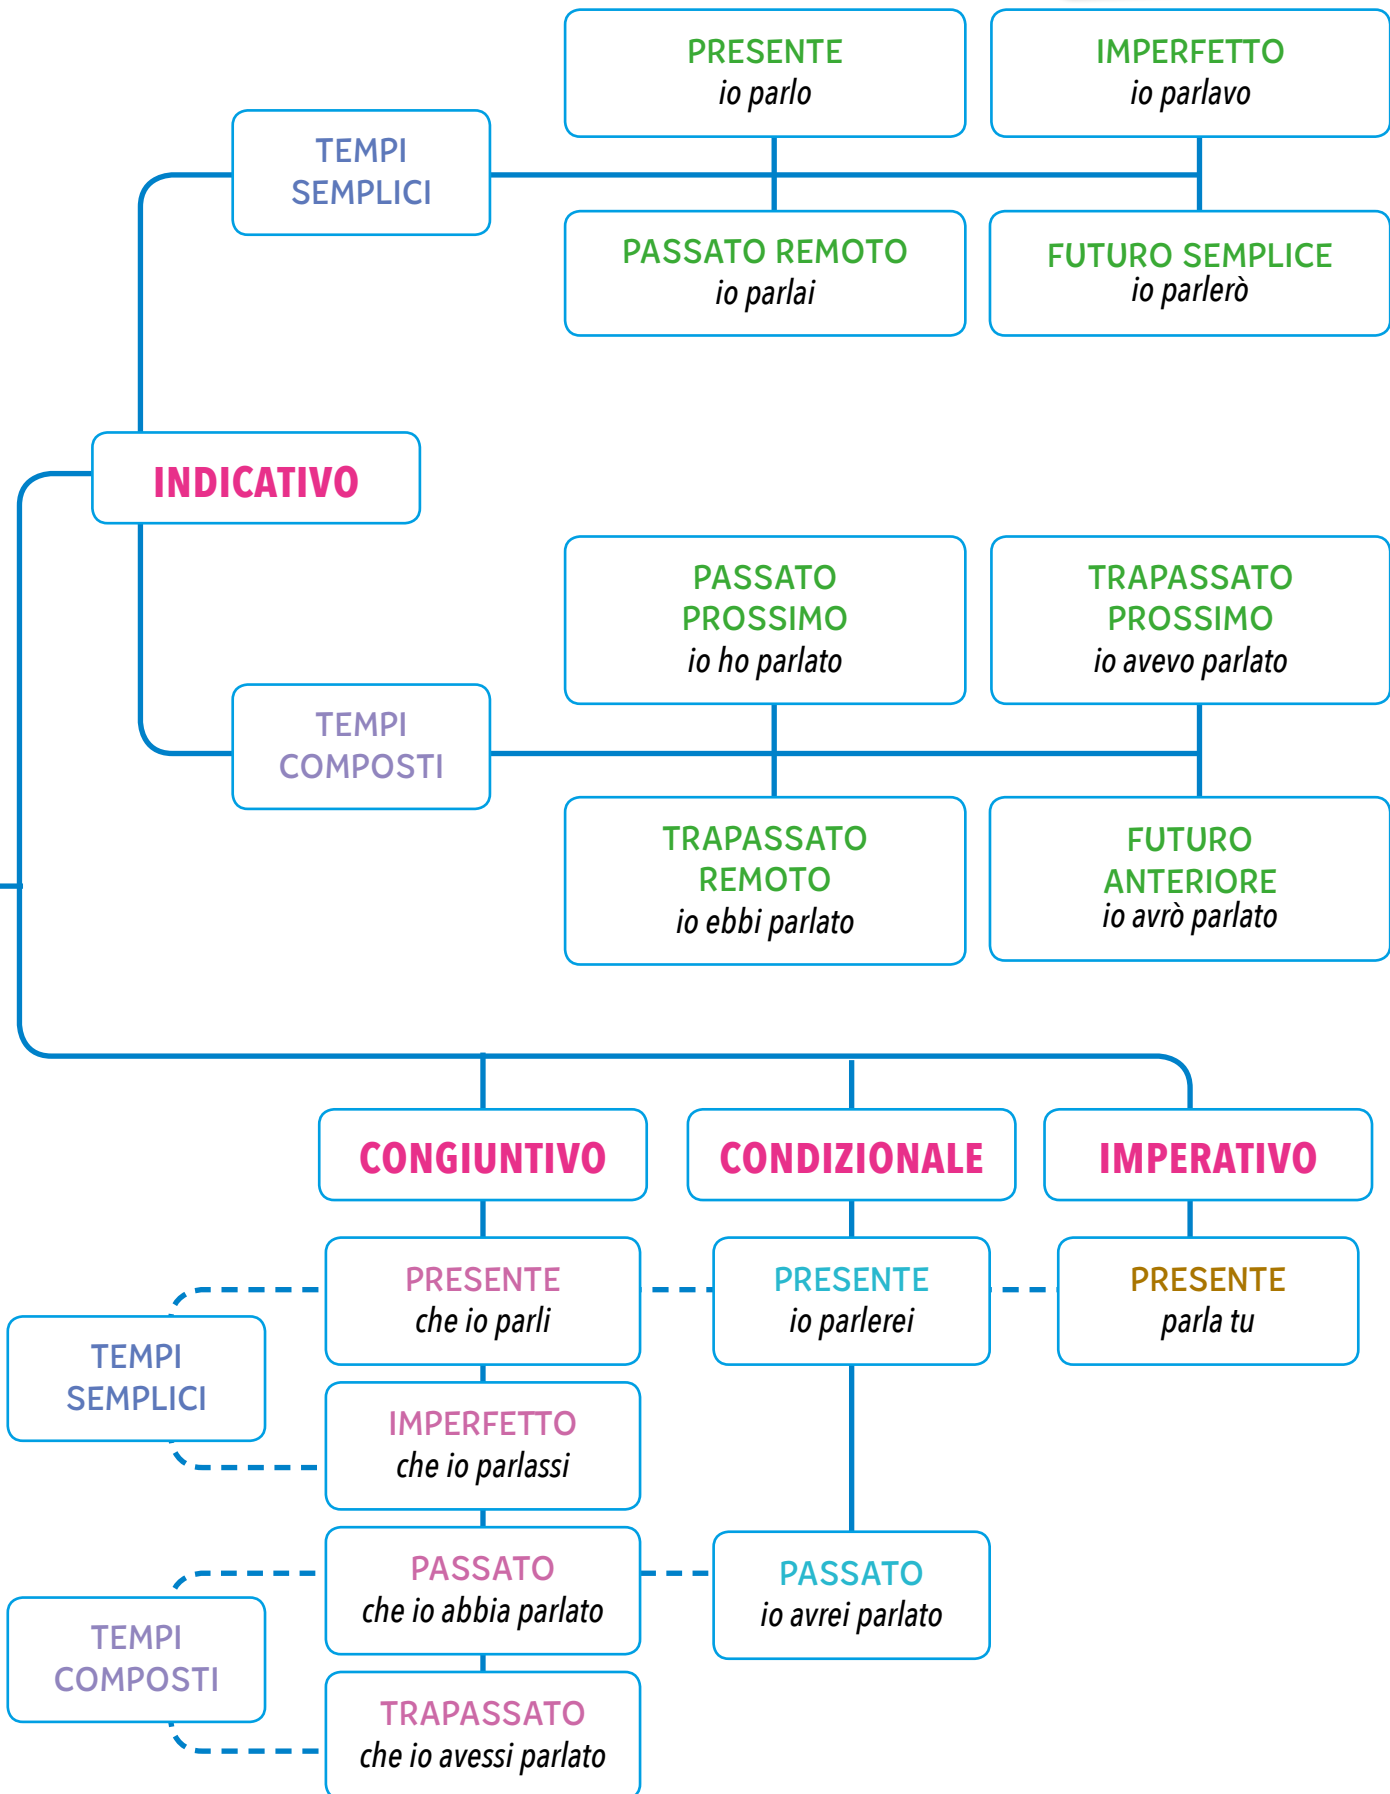 PRESENTE
io parlo
IMPERFETTO
io parlavo
TEMPI
SEMPLICI
PASSATO REMOTO
io parlai
FUTURO SEMPLICE
io parlerò
INDICATIVO
PASSATO
PROSSIMO
io ho parlato
TRAPASSATO
PROSSIMO
io avevo parlato
TEMPI
COMPOSTI
TRAPASSATO
REMOTO
io ebbi parlato
FUTURO
ANTERIORE
io avrò parlato
CONGIUNTIVO
CONDIZIONALE
IMPERATIVO
PRESENTE
che io parli
PRESENTE
io parlerei
PRESENTE
parla tu
TEMPI
SEMPLICI
IMPERFETTO
che io parlassi
PASSATO
che io abbia parlato
PASSATO
io avrei parlato
TEMPI
COMPOSTI
TRAPASSATO
che io avessi parlato